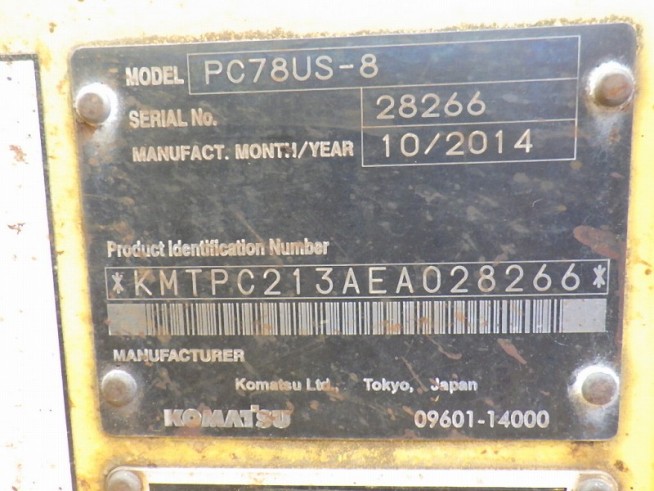 MODEL PC78US-8
SERIAL No. 28266
MANUFACT. MONTH/YEAR 10/2014
Product Identification Number
*KMTPC213AEA028266*
MANUFACTURER
Komatsu Ltd., Tokyo, Japan
KOMATSU 09601-14000